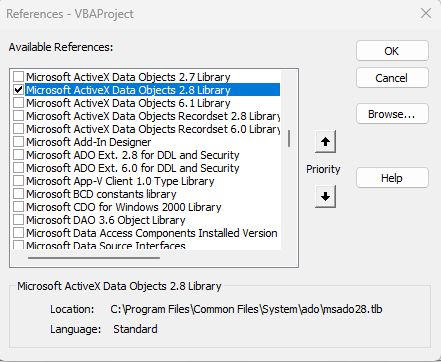 References - VBAProject
Available References:
OK
Microsoft ActiveX Data Objects 2.7 Library
Microsoft ActiveX Data Objects 2.8 Library
Cancel
Microsoft ActiveX Data Objects 6.1 Library
Microsoft ActiveX Data Objects Recordset 2.8 Library
Browse...
Microsoft ActiveX Data Objects Recordset 6.0 Library
Microsoft Add-In Designer
Microsoft ADO Ext. 2.8 for DDL and Security
Microsoft ADO Ext. 6.0 for DDL and Security
Priority
Microsoft App-V Client 1.0 Type Library
Help
Microsoft BCD constants library
Microsoft CDO for Windows 2000 Library
Microsoft DAO 3.6 Object Library
Microsoft Data Access Components Installed Version
Microsoft Data Source Interfaces
Microsoft ActiveX Data Objects 2.8 Library
Location: C:\Program Files\Common Files\System\ado\msado28.tlb
Language: Standard